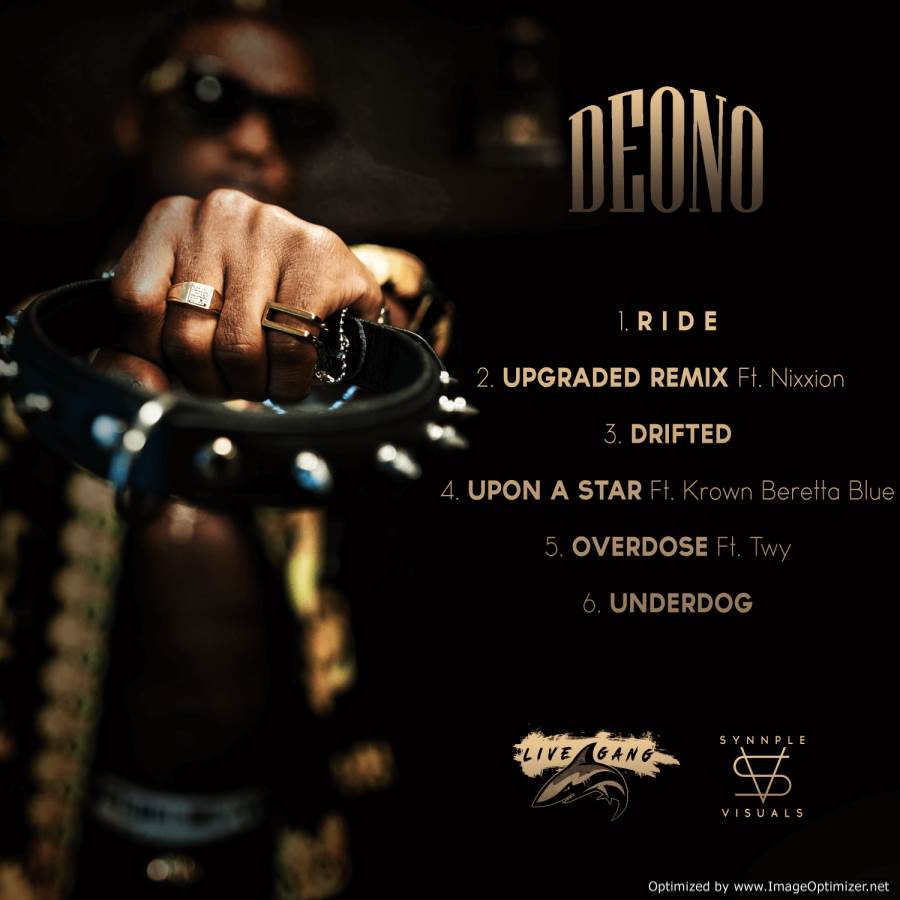 DEONO
1. RIDE
2. UPGRADED REMIX Ft. Nixxion
3. DRIFTED
4. UPON A STAR Ft. Krown Beretta Blue
5. OVERDOSE Ft. Twy
6. UNDERDOG
LIVE GANG
SYNNPLE
VISUALS
Optimized by www.ImageOptimizer.net